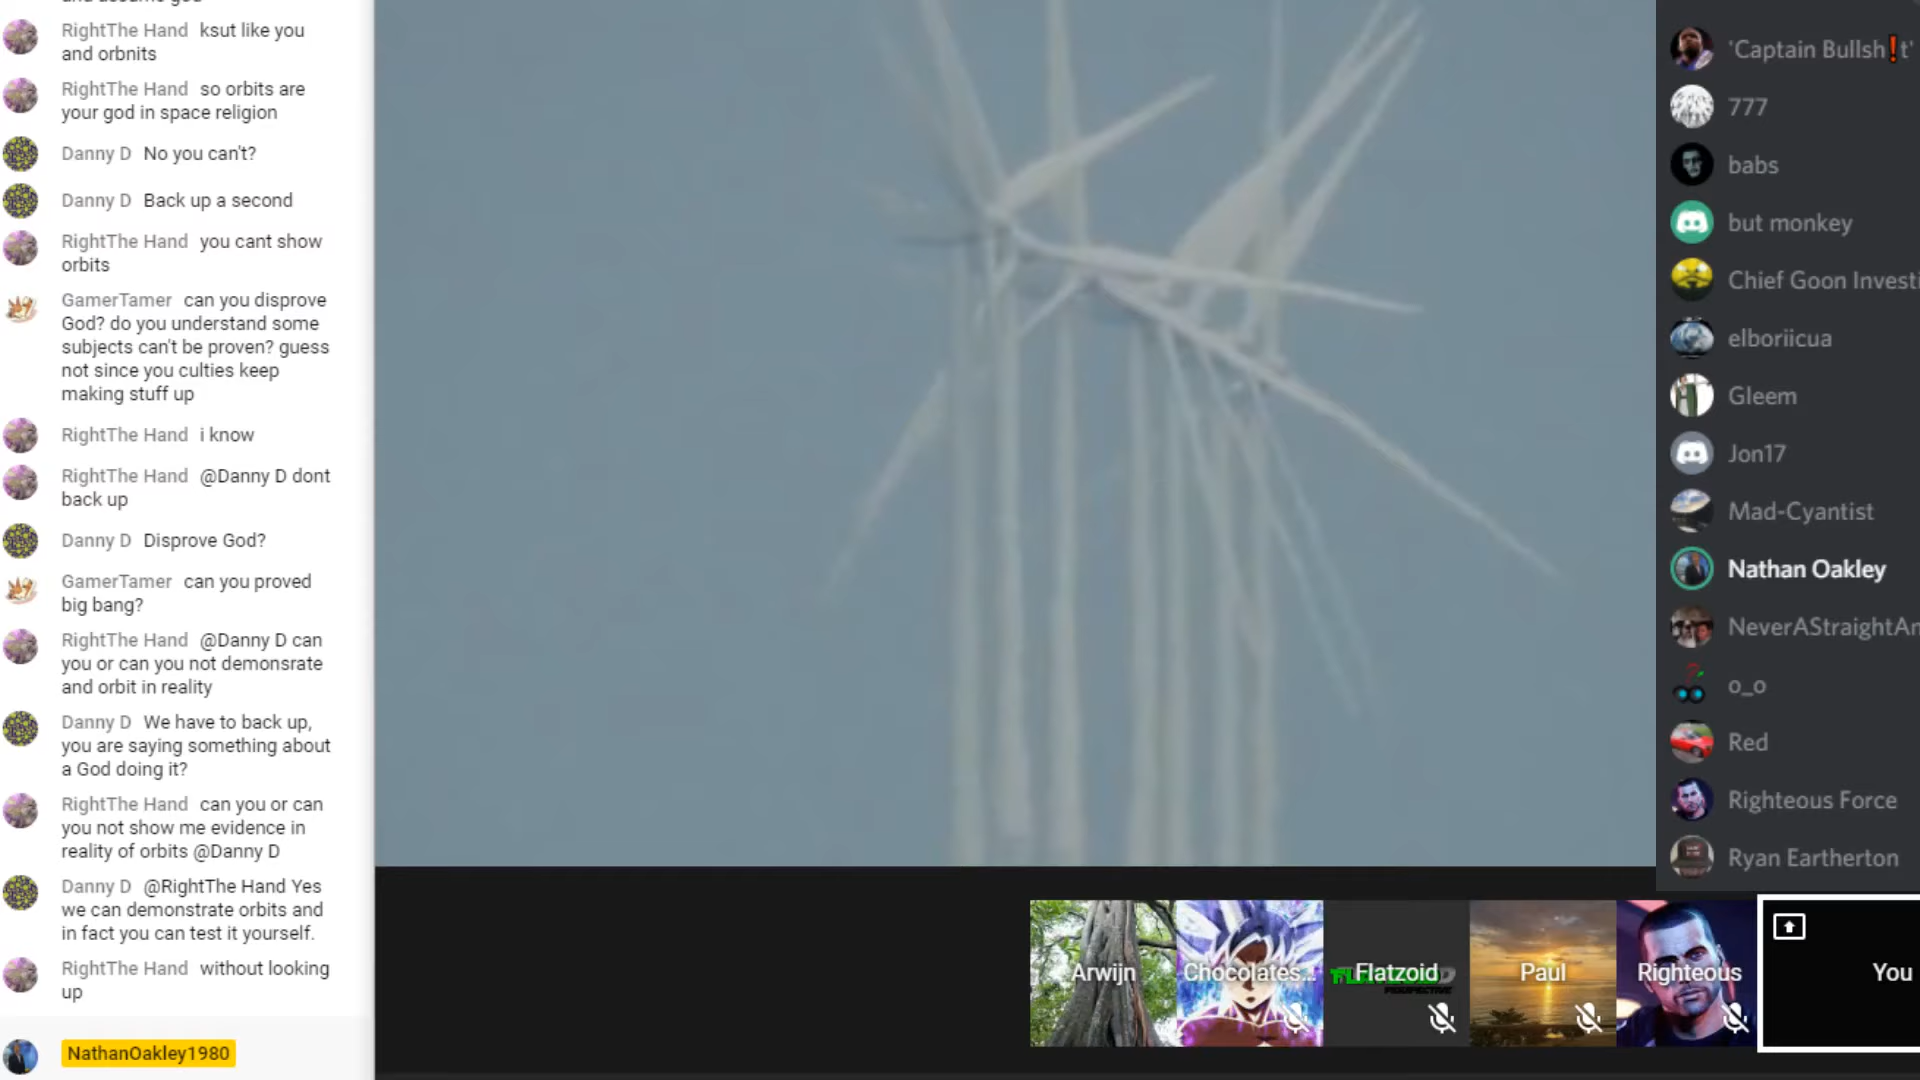 RightThe Hand ksut like you
and orbnits
RightThe Hand so orbits are
your god in space religion
Danny D No you can't?
Danny D Back up a second
RightThe Hand you cant show
orbits
GamerTamer can you disprove
God? do you understand some
subjects can't be proven? guess
not since you culties keep
making stuff up
RightThe Hand i know
RightThe Hand @Danny D dont
back up
Danny D Disprove God?
GamerTamer can you proved
big bang?
RightThe Hand @Danny D can
you or can you not demonsrate
and orbit in reality
Danny D We have to back up,
you are saying something about
a God doing it?
RightThe Hand can you or can
you not show me evidence in
reality of orbits @Danny D
Danny D @RightThe Hand Yes
we can demonstrate orbits and
in fact you can test it yourself.
RightThe Hand without looking
up
NathanOakley1980
'Captain Bullsh❗t'
777
babs
but monkey
Chief Goon Investi
elboriicua
Gleem
Jon17
Mad-Cyantist
Nathan Oakley
NeverAStraightAn
o_o
Red
Righteous Force
Ryan Eartherton
Arwijn
Chocolates...
Flatzoid
Paul
Righteous
You